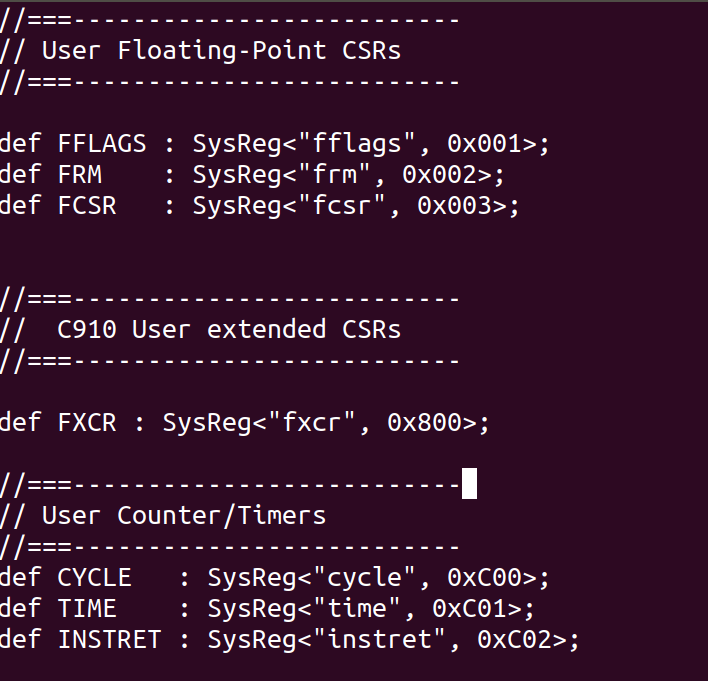 //===--------------------------
// User Floating-Point CSRs
//===--------------------------
def FFLAGS : SysReg<"fflags", 0x001>;
def FRM    : SysReg<"frm", 0x002>;
def FCSR   : SysReg<"fcsr", 0x003>;
//===--------------------------
//  C910 User extended CSRs
//===--------------------------
def FXCR : SysReg<"fxcr", 0x800>;
//===--------------------------
// User Counter/Timers
//===--------------------------
def CYCLE   : SysReg<"cycle", 0xC00>;
def TIME    : SysReg<"time", 0xC01>;
def INSTRET : SysReg<"instret", 0xC02>;